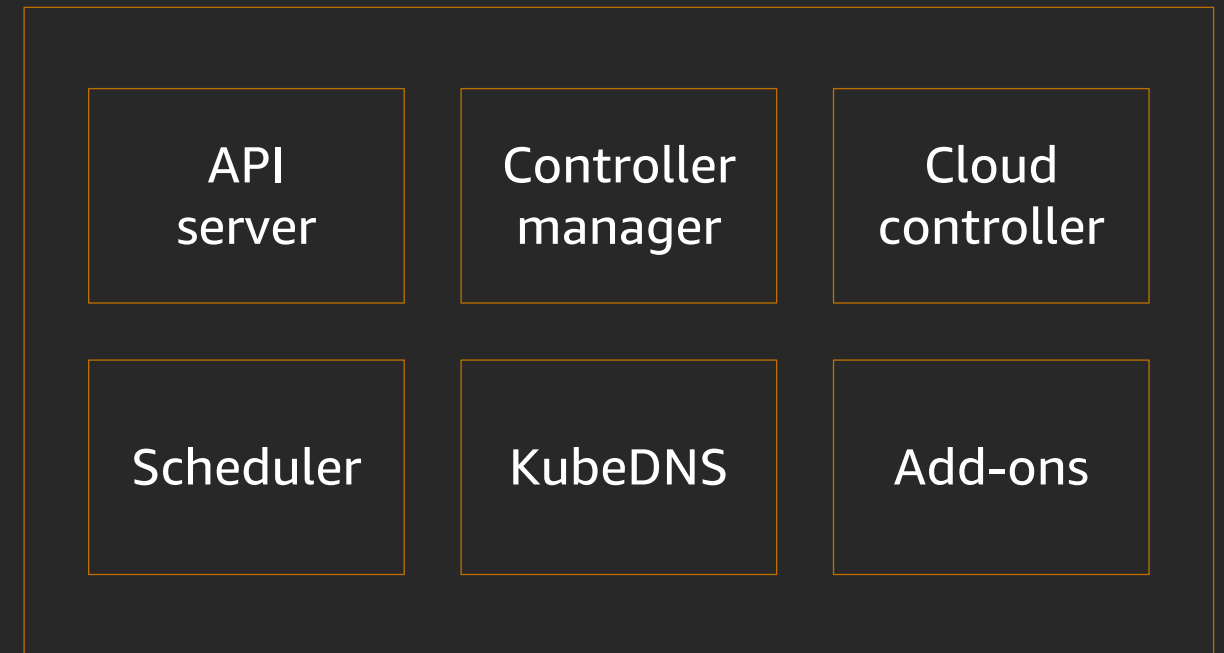 API
server
Controller
manager
Cloud
controller
Scheduler
KubeDNS
Add-ons